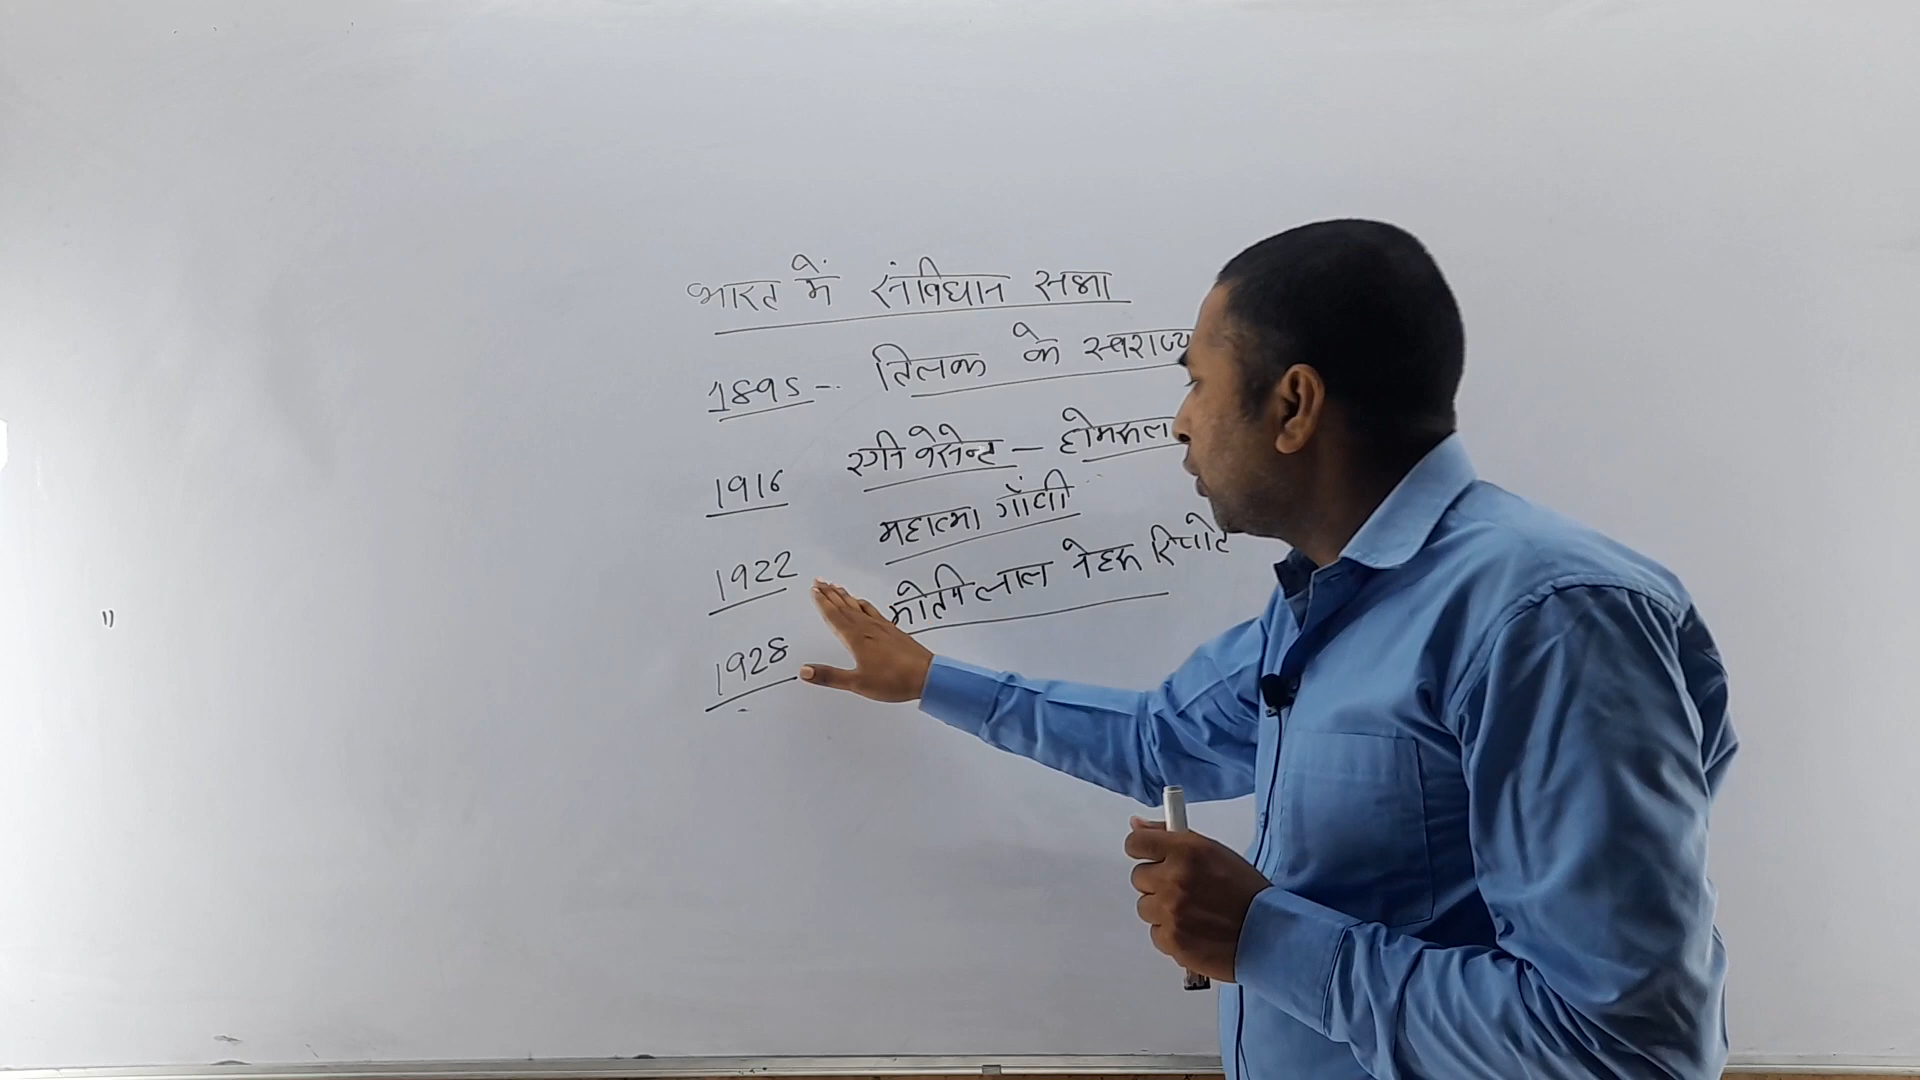 भारत में संविधान सभा
1895 - तिलक के स्वराज्य
1916 एनी बेसेन्ट - होमरूल
1922 महात्मा गाँधी
1928 मोतीलाल नेहरू रिपोर्ट
"